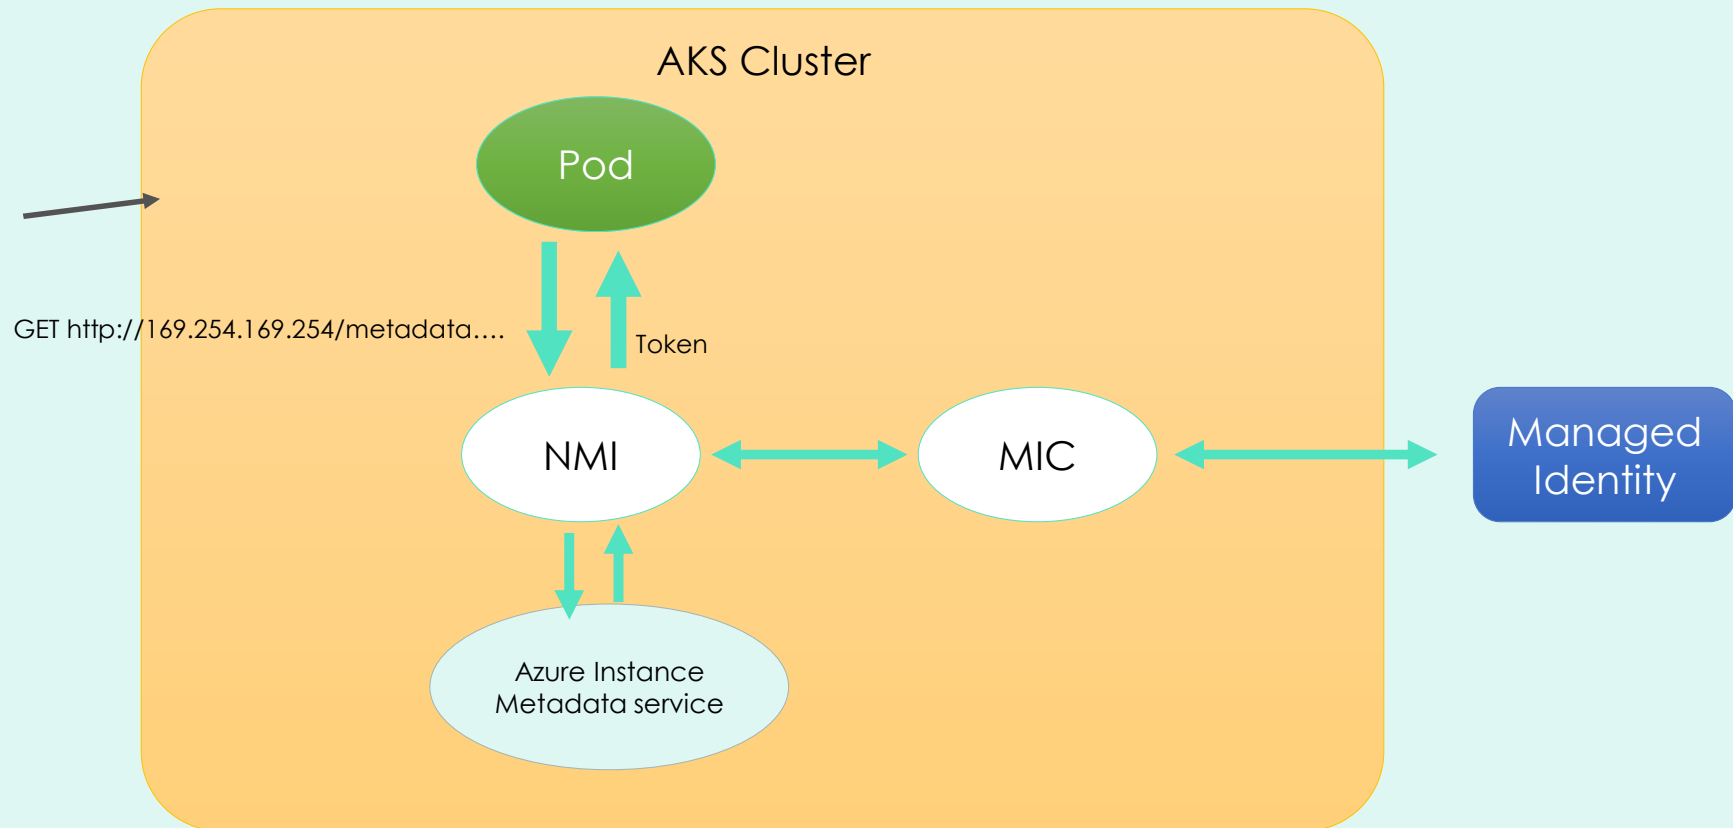 AKS Cluster
Pod
GET http://169.254.169.254/metadata....
Token
NMI
MIC
Managed
Identity
Azure Instance
Metadata service